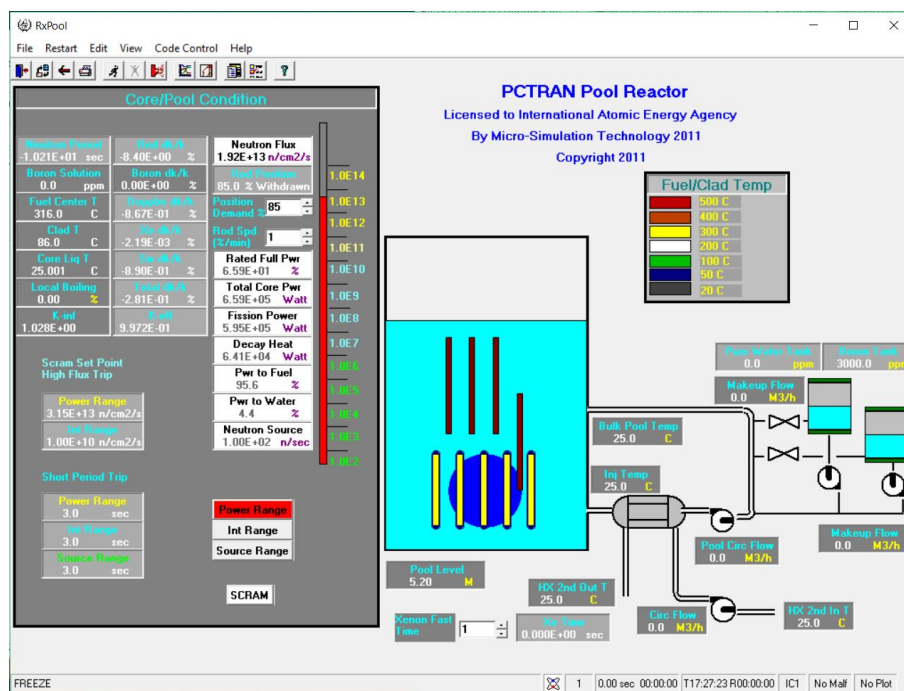 RxPool
File Restart Edit View Code Control Help
Core/Pool Condition
Neutron Period
-1.021E+01 sec
Rod dk/k
-8.40E+00 %
Neutron Flux
1.92E+13 n/cm2/s
Boron Solution
0.0 ppm
Boron dk/k
0.00E+00 %
Rod Position
85.0 % Withdrawn
Fuel Center T
316.0 C
Doppler dk/k
-8.67E-01 %
Position
Demand % 85
Clad T
86.0 C
Xe dk/k
-2.19E-03 %
Rod Spd
(%/min) 1
Core Liq T
25.001 C
Sm dk/k
-8.90E-01 %
Rated Full Pwr
6.59E+01 %
Local Boiling
0.00 %
Total dk/k
-2.81E-01 %
Total Core Pwr
6.59E+05 Watt
K-inf
1.028E+00
K-eff
9.972E-01
Fission Power
5.95E+05 Watt
Decay Heat
6.41E+04 Watt
Pwr to Fuel
95.6 %
Pwr to Water
4.4 %
Neutron Source
1.00E+02 n/sec
1.0E14
1.0E13
1.0E12
1.0E11
1.0E10
1.0E9
1.0E8
1.0E7
1.0E6
1.0E5
1.0E4
1.0E3
1.0E2
Scram Set Point
High Flux Trip
Power Range
3.15E+13 n/cm2/s
Int Range
1.00E+10 n/cm2/s
Short Period Trip
Power Range
3.0 sec
Int Range
3.0 sec
Source Range
3.0 sec
Power Range
Int Range
Source Range
SCRAM
PCTRAN Pool Reactor
Licensed to International Atomic Energy Agency
By Micro-Simulation Technology 2011
Copyright 2011
Fuel/Clad Temp
500 C
400 C
300 C
200 C
100 C
50 C
20 C
Pure Water Tank
0.0 ppm
Boron Tank
3000.0 ppm
Makeup Flow
0.0 M3/h
Bulk Pool Temp
25.0 C
Inj Temp
25.0 C
Pool Circ Flow
0.0 M3/h
Makeup Flow
0.0 M3/h
Pool Level
5.20 M
HX 2nd Out T
25.0 C
Circ Flow
0.0 M3/h
HX 2nd In T
25.0 C
Xenon Fast
Time 1
Xe Time
0.000E+00 sec
FREEZE
1 0.00 sec 00:00:00 T17:27:23 R00:00:00 IC1 No Malf No Plot